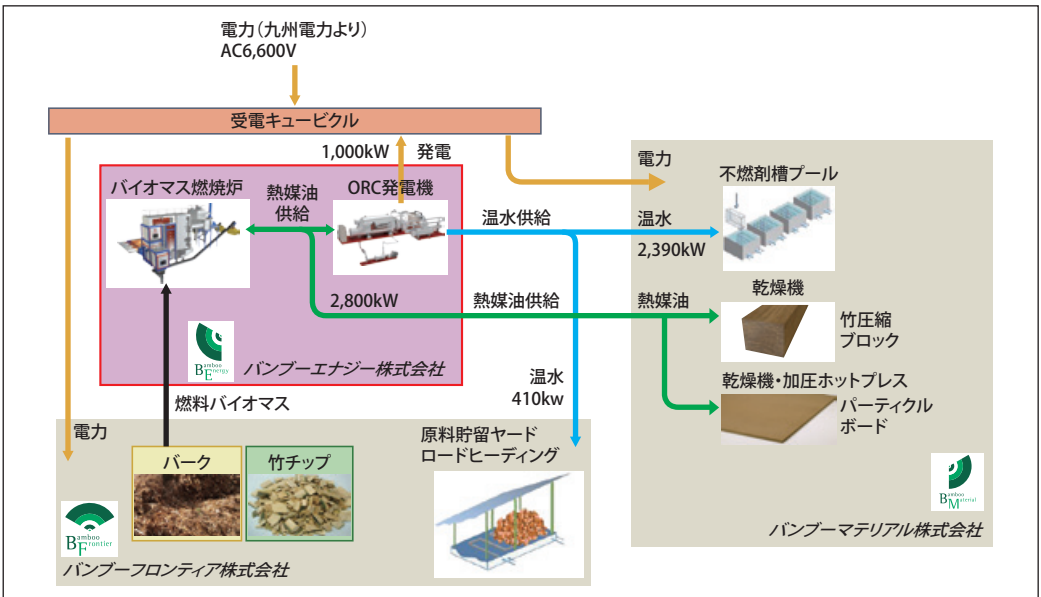 電力（九州電力より）
AC6,600V
受電キュービクル
1,000kW 発電
電力
バイオマス燃焼炉
熱媒油
供給
ORC発電機
不燃剤槽プール
温水供給
温水
2,390kW
2,800kW
熱媒油供給
熱媒油
乾燥機
竹圧縮
ブロック
Bamboo
Energy
バンブーエナジー株式会社
燃料バイオマス
温水
410kw
乾燥機・加圧ホットプレス
パーティクル
ボード
電力
バーク
竹チップ
原料貯留ヤード
ロードヒーディング
Bamboo
Frontier
バンブーフロンティア株式会社
Bamboo
Material
バンブーマテリアル株式会社